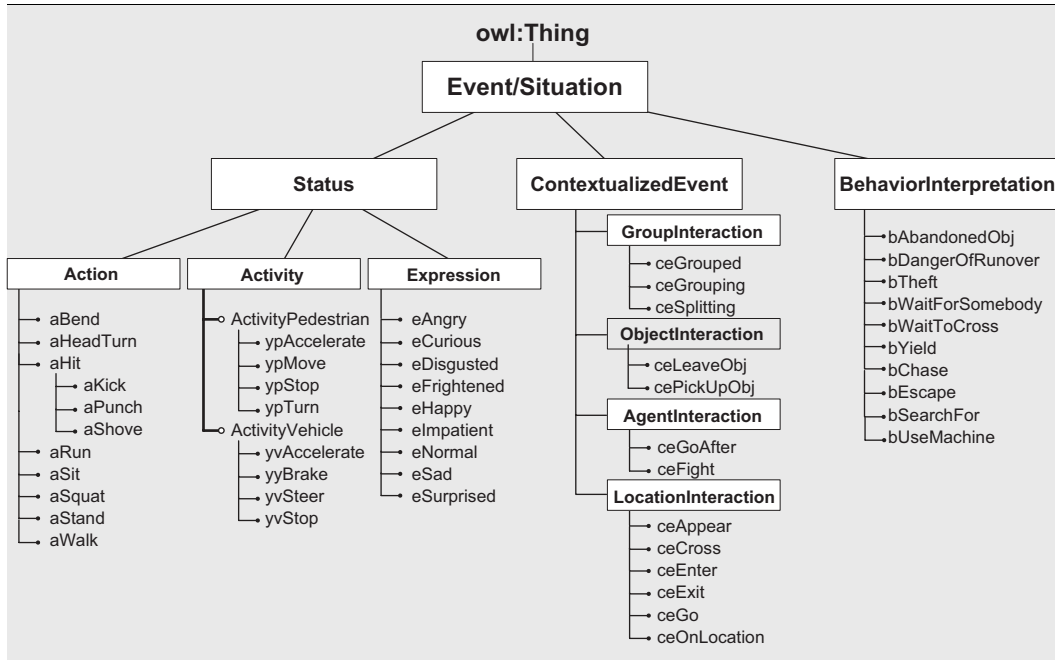 owl:Thing
Event/Situation
Status
ContextualizedEvent
BehaviorInterpretation
Action
aBend
aHeadTurn
aHit
aKick
aPunch
aShove
aRun
aSit
aSquat
aStand
aWalk
Activity
ActivityPedestrian
ypAccelerate
ypMove
ypStop
ypTurn
ActivityVehicle
yvAccelerate
yyBrake
yvSteer
yvStop
Expression
eAngry
eCurious
eDisgusted
eFrightened
eHappy
eImpatient
eNormal
eSad
eSurprised
GroupInteraction
ceGrouped
ceGrouping
ceSplitting
ObjectInteraction
ceLeaveObj
cePickUpObj
AgentInteraction
ceGoAfter
ceFight
LocationInteraction
ceAppear
ceCross
ceEnter
ceExit
ceGo
ceOnLocation
bAbandonedObj
bDangerOfRunover
bTheft
bWaitForSomebody
bWaitToCross
bYield
bChase
bEscape
bSearchFor
bUseMachine